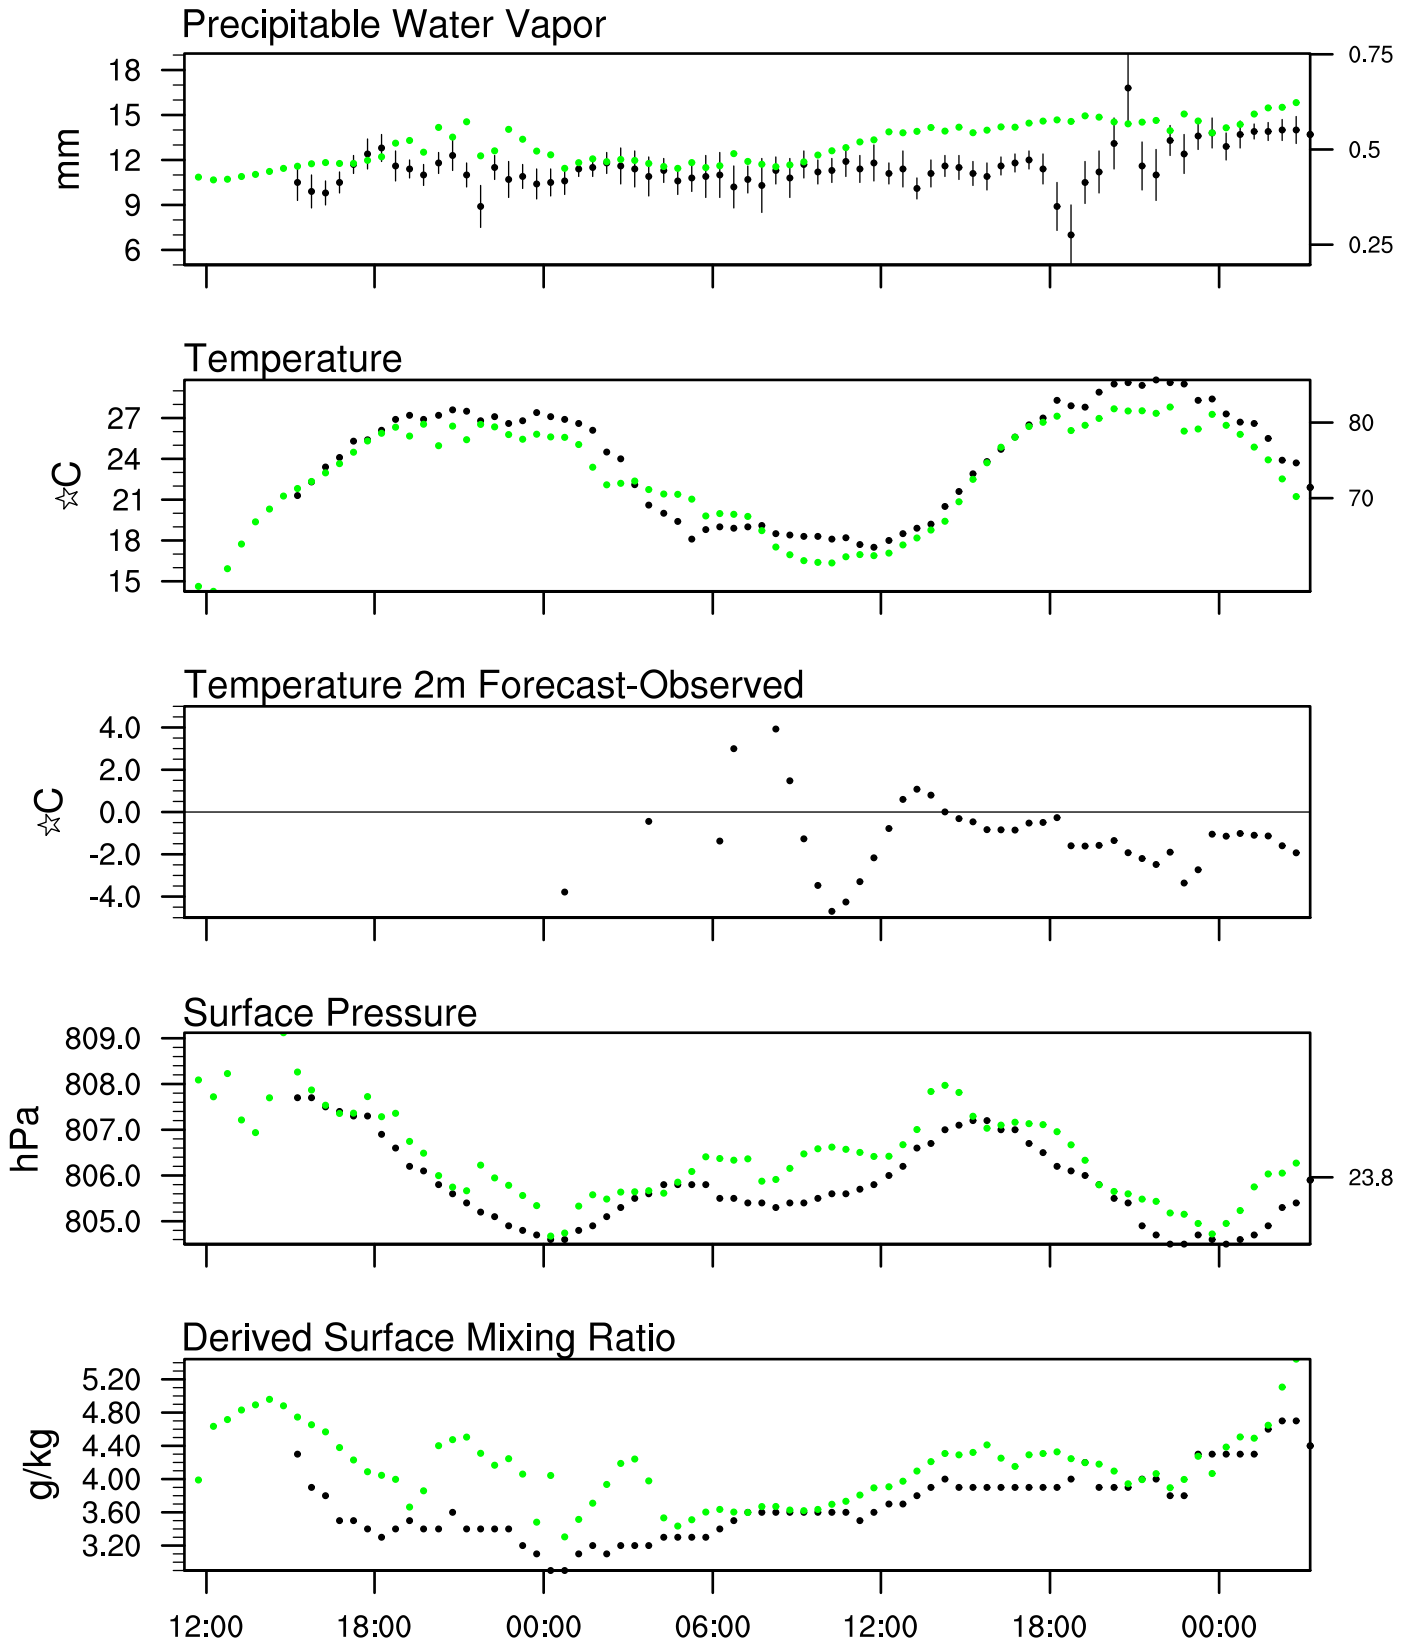 Precipitable Water Vapor
18
15
12
9
6
mm
0.75
0.5
0.25
Temperature
27
24
21
18
15
☆C
80
70
Temperature 2m Forecast-Observed
4.0
2.0
0.0
-2.0
-4.0
☆C
Surface Pressure
809.0
808.0
807.0
806.0
805.0
hPa
23.8
Derived Surface Mixing Ratio
5.20
4.80
4.40
4.00
3.60
3.20
g/kg
12:00 18:00 00:00 06:00 12:00 18:00 00:00